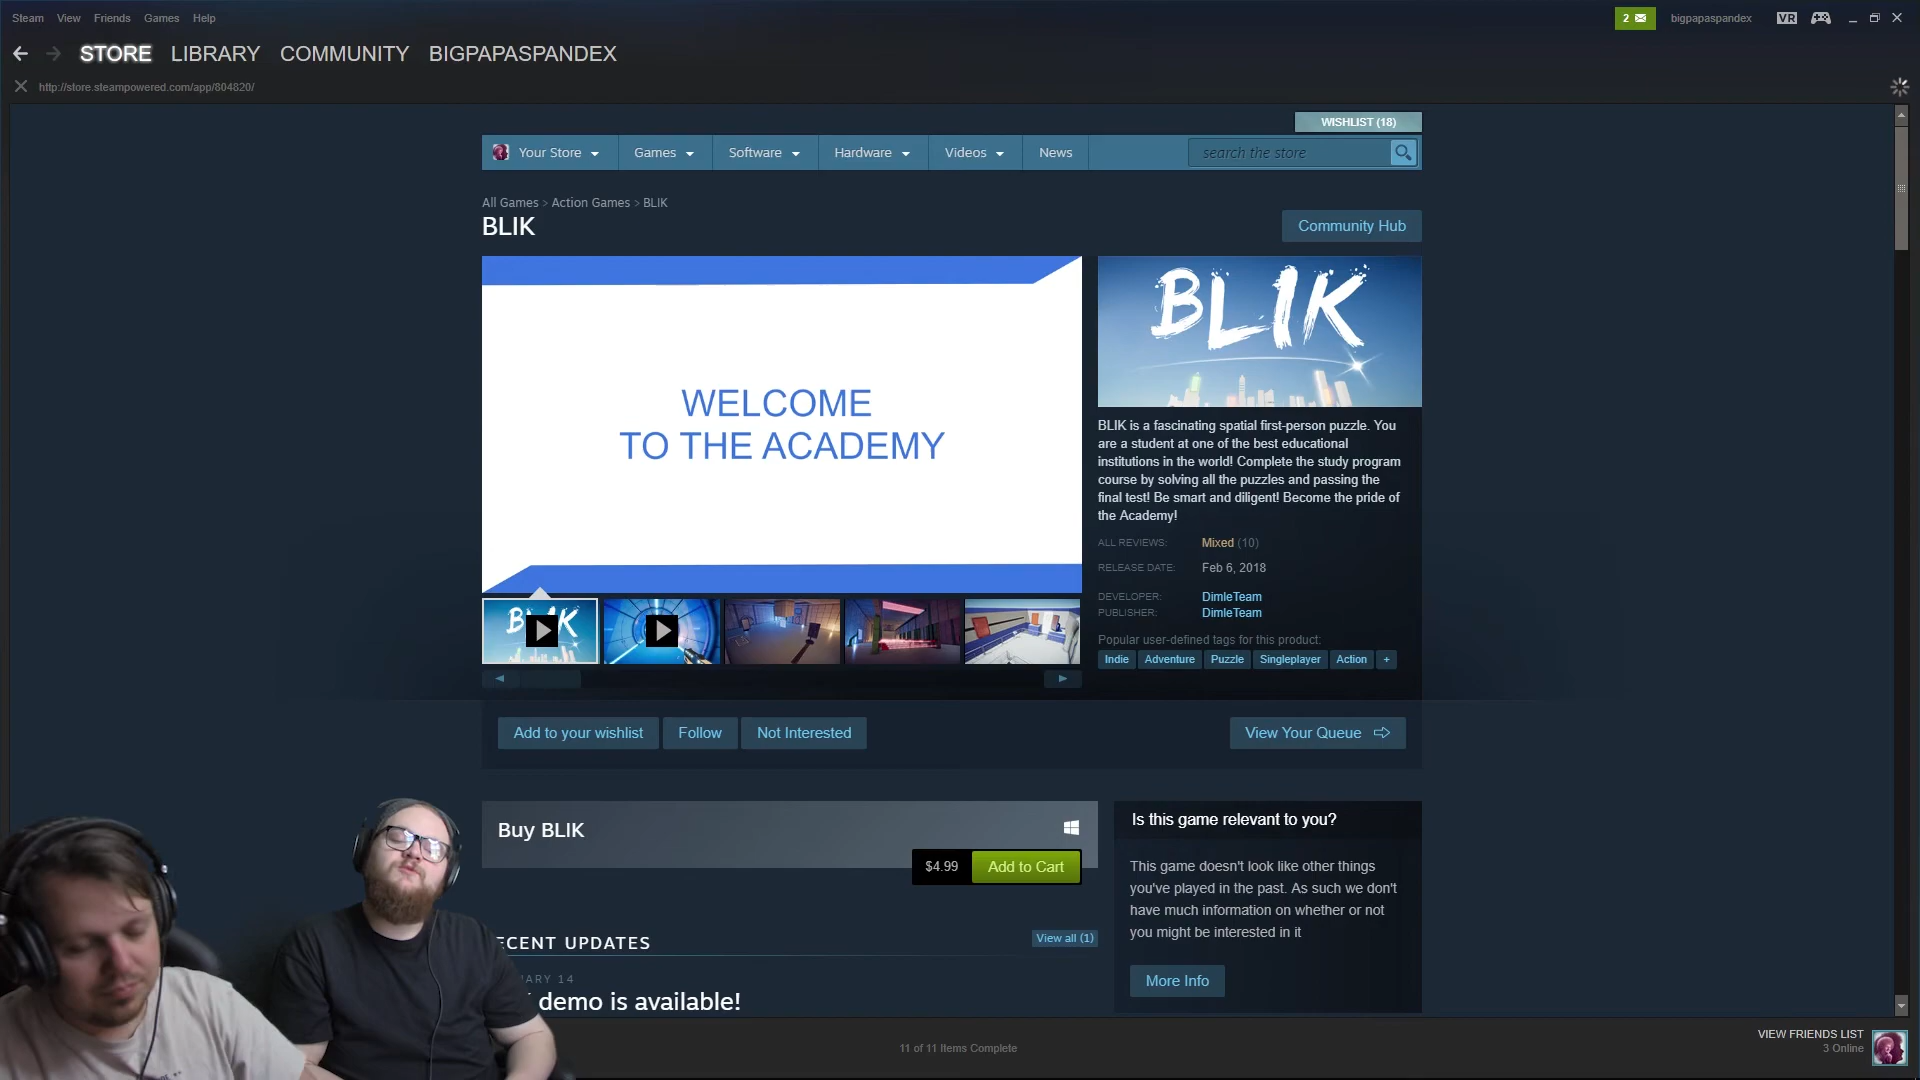 Steam View Friends Games Help
2 bigpapaspandex VR
STORE LIBRARY COMMUNITY BIGPAPASPANDEX
http://store.steampowered.com/app/804820/
WISHLIST (18)
Your Store Games Software Hardware Videos News search the store
All Games > Action Games > BLIK
BLIK
Community Hub
WELCOME
TO THE ACADEMY
BLIK
BLIK is a fascinating spatial first-person puzzle. You
are a student at one of the best educational
institutions in the world! Complete the study program
course by solving all the puzzles and passing the
final test! Be smart and diligent! Become the pride of
the Academy!
ALL REVIEWS: Mixed (10)
RELEASE DATE: Feb 6, 2018
DEVELOPER: DimleTeam
PUBLISHER: DimleTeam
Popular user-defined tags for this product:
Indie Adventure Puzzle Singleplayer Action +
Add to your wishlist Follow Not Interested View Your Queue
Buy BLIK
$4.99 Add to Cart
Is this game relevant to you?
This game doesn't look like other things
you've played in the past. As such we don't
have much information on whether or not
you might be interested in it
More Info
ECENT UPDATES View all (1)
ARY 14
demo is available!
11 of 11 Items Complete
VIEW FRIENDS LIST
3 Online